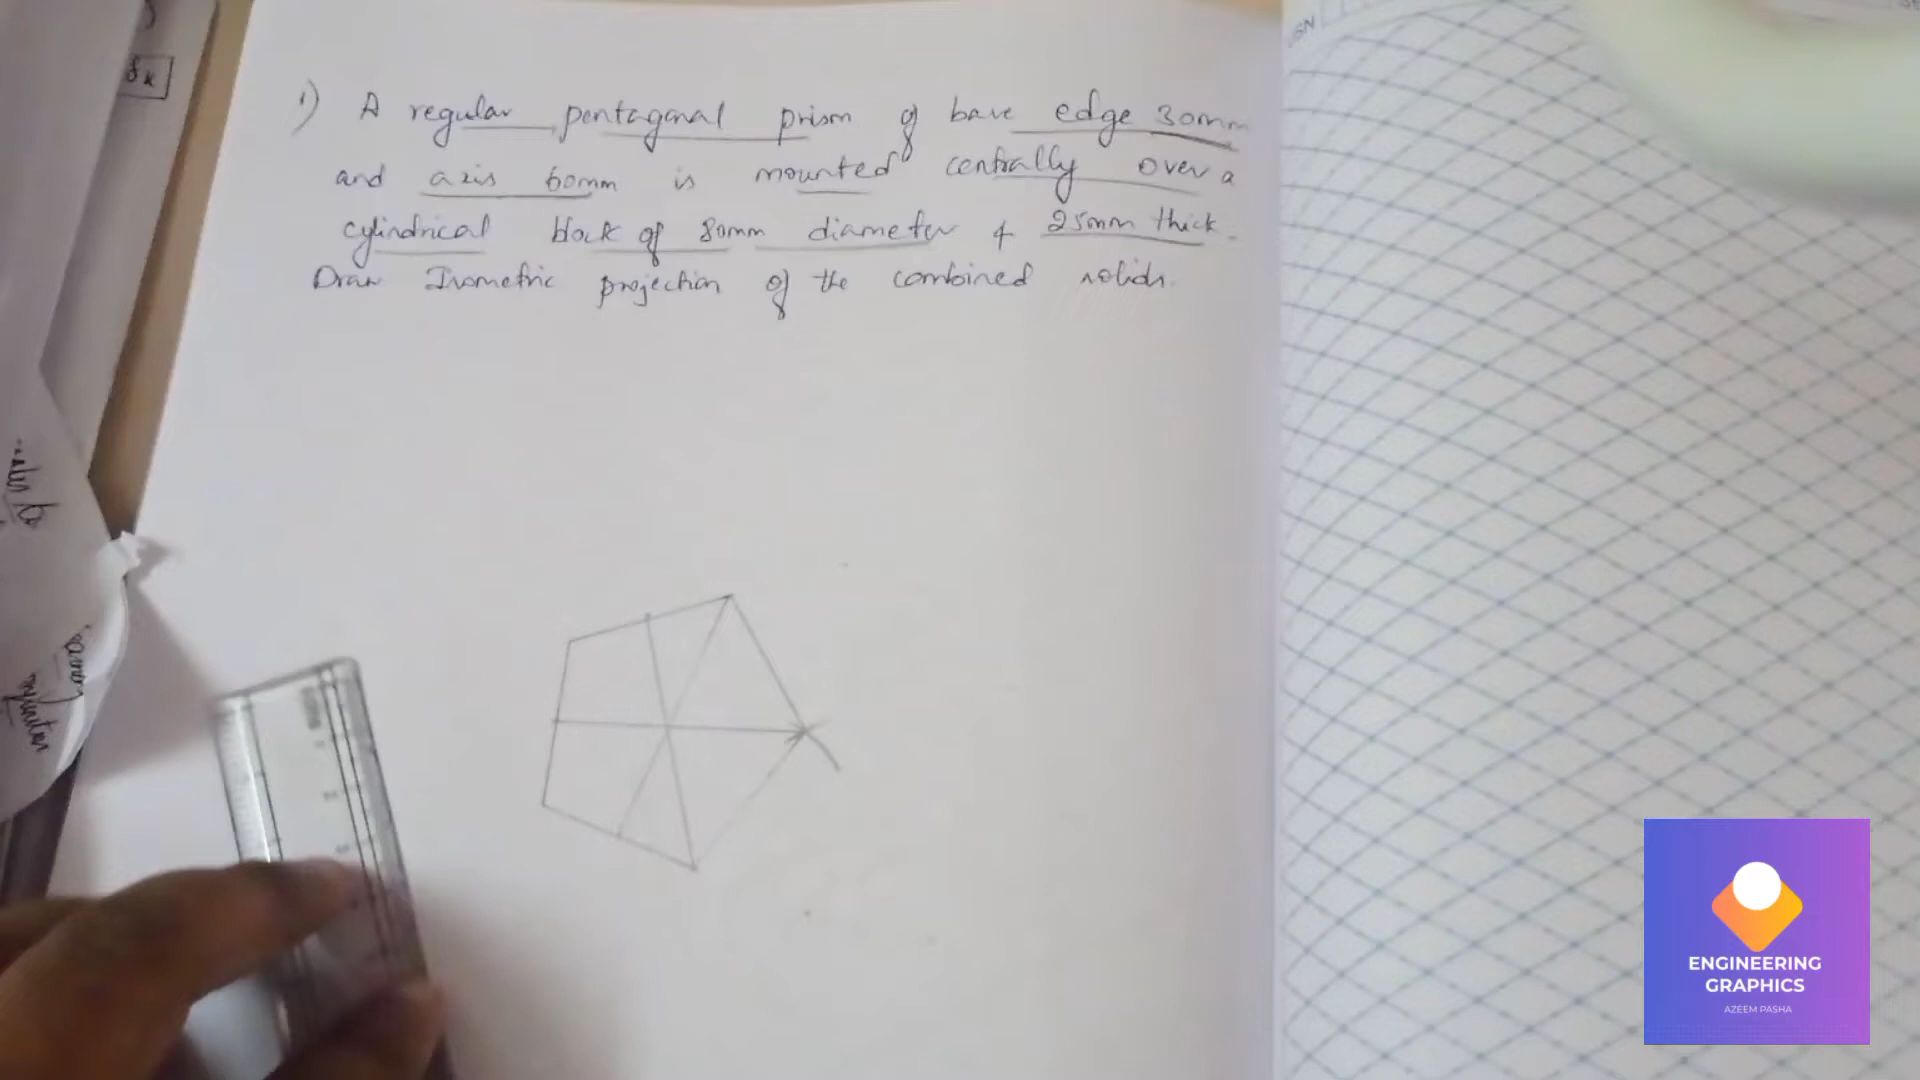 1) A regular pentagonal prism of base edge 30mm
and axis 60mm is mounted centrally over a
cylindrical block of 80mm diameter & 25mm thick.
Draw Isometric projection of the combined solids.
USN
ENGINEERING
GRAPHICS
AZEEM PASHA